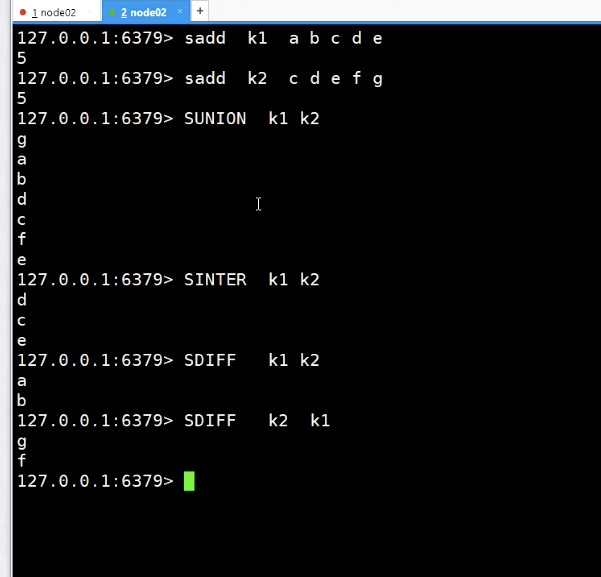 1 node02 2 node02 × +
127.0.0.1:6379> sadd  k1  a b c d e
5
127.0.0.1:6379> sadd  k2  c d e f g
5
127.0.0.1:6379> SUNION  k1 k2
g
a
b
d
c
f
e
127.0.0.1:6379> SINTER  k1 k2
d
c
e
127.0.0.1:6379> SDIFF   k1 k2
a
b
127.0.0.1:6379> SDIFF   k2  k1
g
f
127.0.0.1:6379>